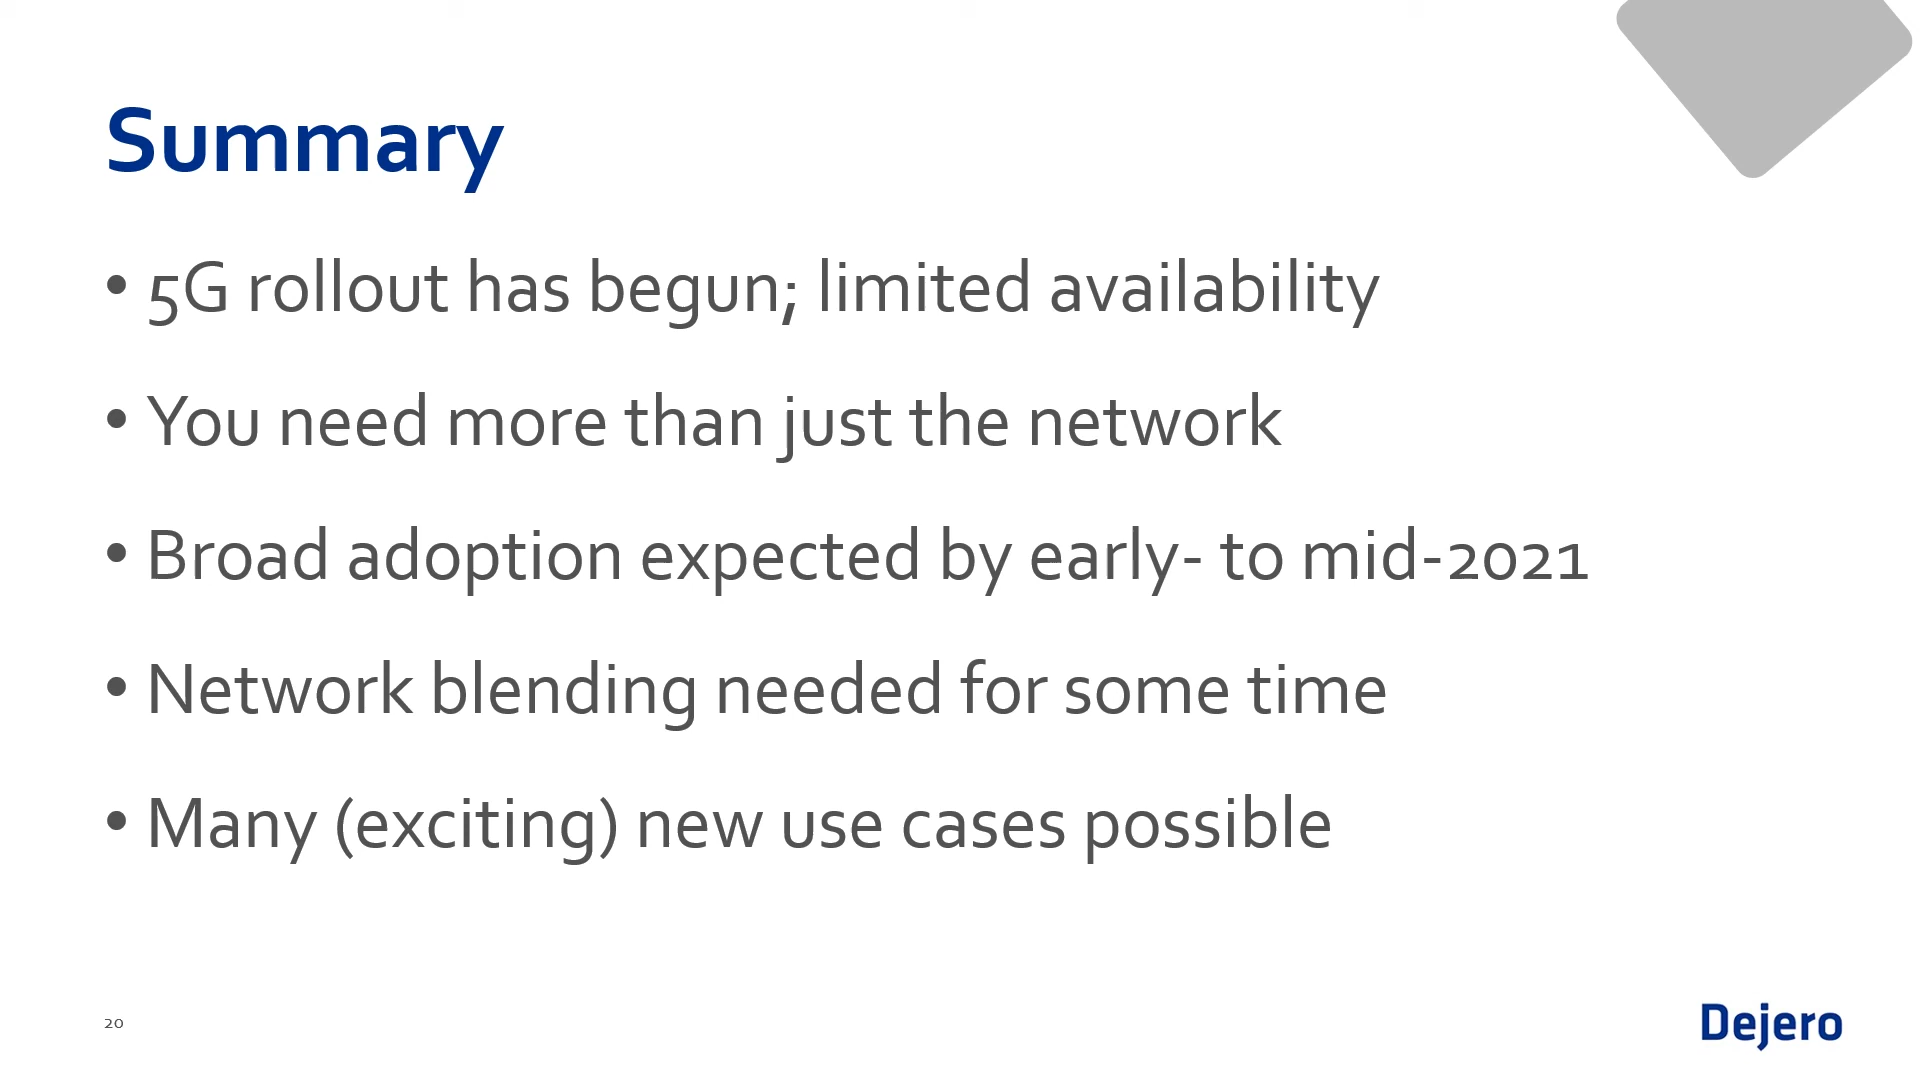 Summary
• 5G rollout has begun; limited availability
• You need more than just the network
• Broad adoption expected by early- to mid-2021
• Network blending needed for some time
• Many (exciting) new use cases possible
20
Dejero